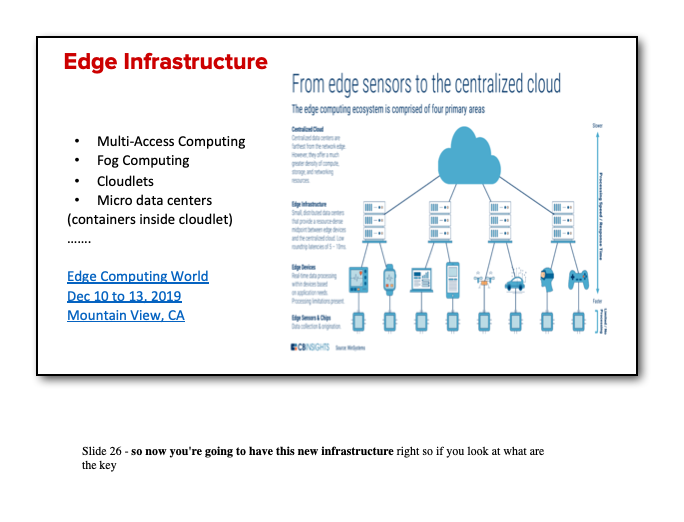 Edge Infrastructure
• Multi-Access Computing
• Fog Computing
• Cloudlets
• Micro data centers
(containers inside cloudlet)
…….
Edge Computing World
Dec 10 to 13, 2019
Mountain View, CA
From edge sensors to the centralized cloud
The edge computing ecosystem is comprised of four primary areas
Centralized Cloud
Centralized data centers are
farthest from the network edge.
However, they offer a much
greater density of compute,
storage, and networking
resources.
Edge Infrastructure
Small, distributed data centers
that provide a resource-dense
midpoint between edge devices
and the centralized cloud. Low
roundtrip latencies of 5 - 10ms.
Edge Devices
Real time data processing
within devices based
on application needs.
Processing limitations present.
Edge Sensors & Chips
Data collection & origination.
Slower
Processing Speed / Response Time
Faster
CBINSIGHTS
Slide 26 - so now you're going to have this new infrastructure right so if you look at what are
the key